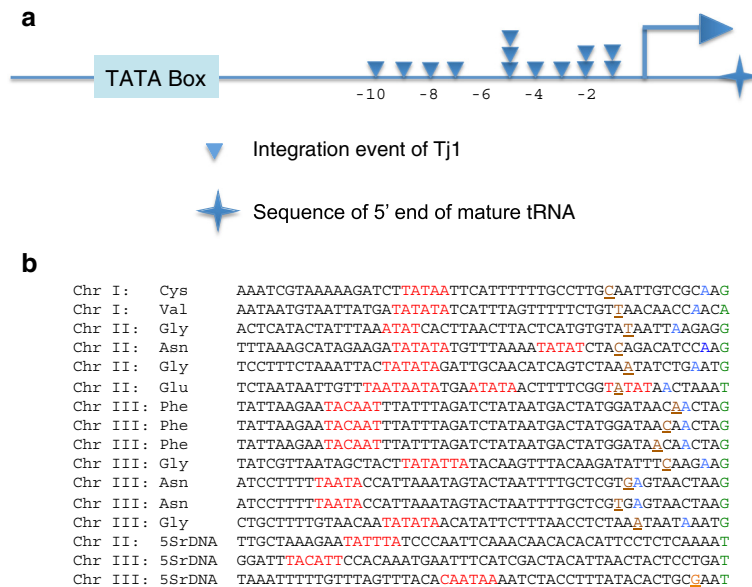 a
TATA Box
-10 -8 -6 -4 -2
Integration event of Tj1
Sequence of 5' end of mature tRNA
b
Chr I: Cys AAATCGTAAAAAGATCTTATAATTCATTTTTTGCCTTGCAATTGTCGCAAG
Chr I: Val AATAATGTAATTATGATATATATCATTTAGTTTTTCTGTTAACAACCAACA
Chr II: Gly ACTCATACTATTTAAATATCACTTAACTTACTCATGTGTATAATTAAGAGG
Chr II: Asn TTTAAAGCATAGAAGATATATATGTTTAAAATATATCTACAGACATCCAAG
Chr II: Gly TCCTTTCTAAATTACTATATAGATTGCAACATCAGTCTAAATATCTGAATG
Chr II: Glu TCTAATAATTGTTTAATAATATGAATATAACTTTTCGGTATATAACTAAAT
Chr III: Phe TATTAAGAATACAATTTATTTAGATCTATAATGACTATGGATAACAACTAG
Chr III: Phe TATTAAGAATACAATTTATTTAGATCTATAATGACTATGGATAACAACTAG
Chr III: Phe TATTAAGAATACAATTTATTTAGATCTATAATGACTATGGATAACAACTAG
Chr III: Gly TATCGTTAATAGCTACTTATATTATACAAGTTTACAAGATATTTCAAGAAG
Chr III: Asn ATCCTTTTTAATACCATTAAATAGTACTAATTTTGCTCGTGAGTAACTAAG
Chr III: Asn ATCCTTTTTAATACCATTAAATAGTACTAATTTTGCTCGTGAGTAACTAAG
Chr III: Gly CTGCTTTTGTAACAATATATAACATATTCTTTAACCTCTAAATAATAAATG
Chr II: 5SrDNA TTGCTAAAGAATATTTATCCCAATTCAAACAACACACATTCCTCTCAAAAT
Chr III: 5SrDNA GGATTTACATTCCACAAATGAATTTCATCGACTACATTAACTACTCCTGAT
Chr III: 5SrDNA TAAATTTTTGTTTAGTTTACACAATAAAATCTACCTTTATACACTGCGAAT